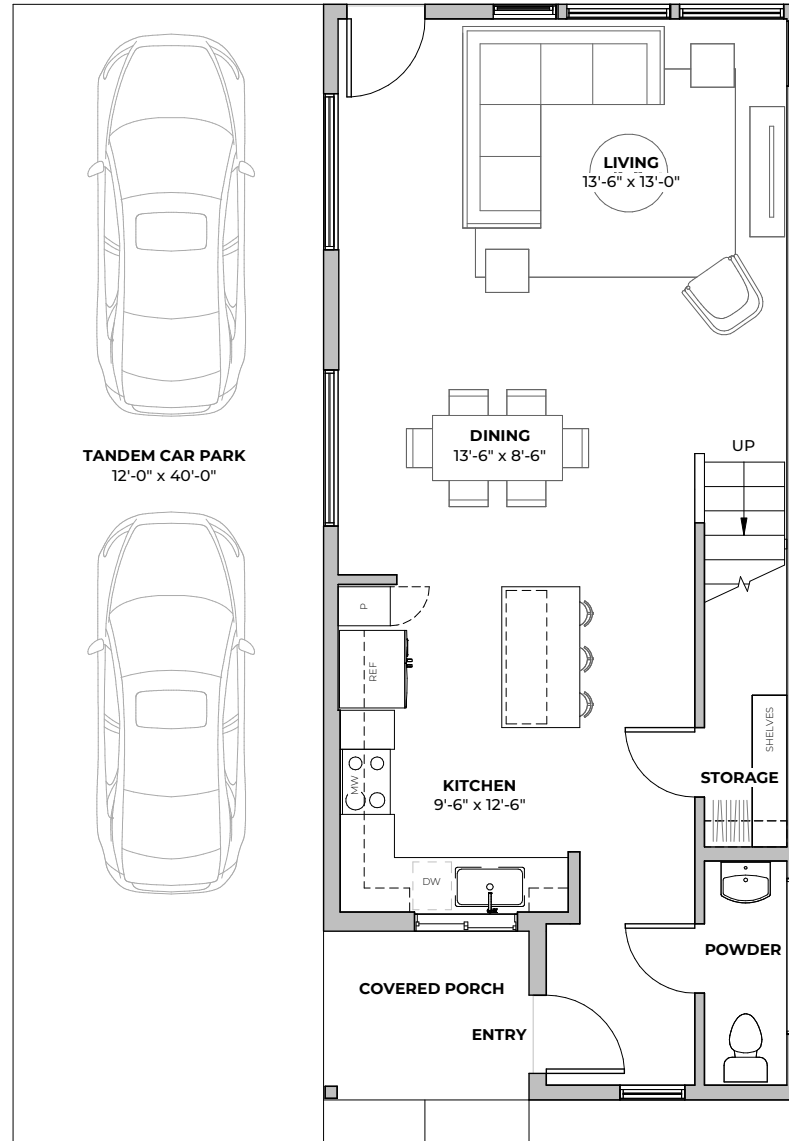 LIVING
13'-6" x 13'-0"
DINING
13'-6" x 8'-6"
UP
TANDEM CAR PARK
12'-0" x 40'-0"
P
REF
SHELVES
STORAGE
MW
KITCHEN
9'-6" x 12'-6"
DW
POWDER
COVERED PORCH
ENTRY